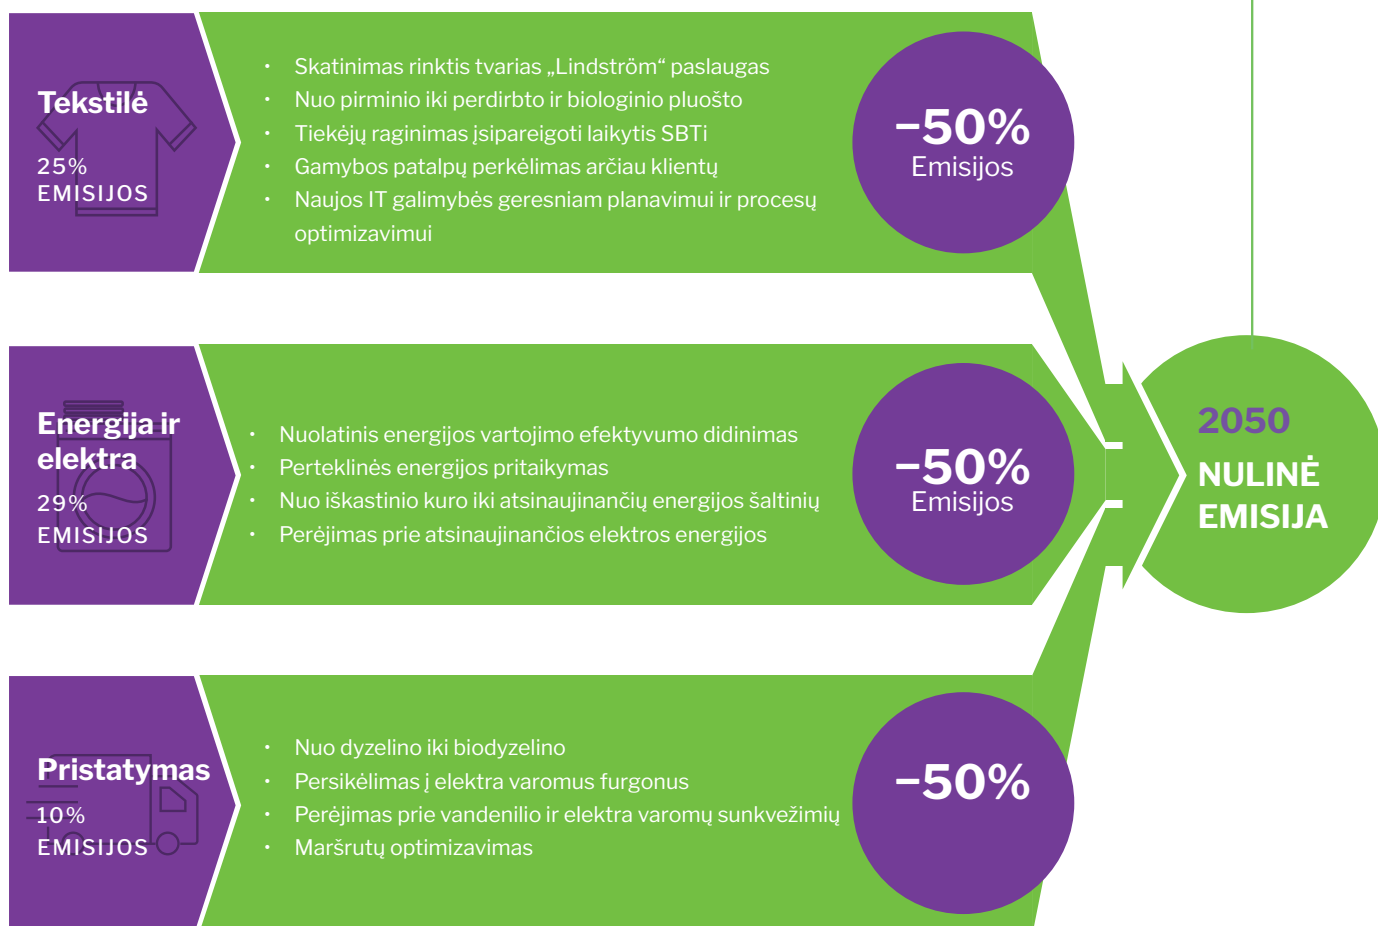 Tekstilė
25%
EMISIJOS
• Skatinimas rinktis tvarias „Lindström“ paslaugas
• Nuo pirminio iki perdirbto ir biologinio pluošto
• Tiekėjų raginimas įsipareigoti laikytis SBTi
• Gamybos patalpų perkėlimas arčiau klientų
• Naujos IT galimybės geresniam planavimui ir procesų
optimizavimui
–50%
Emisijos
Energija ir
elektra
29%
EMISIJOS
• Nuolatinis energijos vartojimo efektyvumo didinimas
• Perteklinės energijos pritaikymas
• Nuo iškastinio kuro iki atsinaujinančių energijos šaltinių
• Perėjimas prie atsinaujinančios elektros energijos
–50%
Emisijos
2050
NULINĖ
EMISIJA
Pristatymas
10%
EMISIJOS
• Nuo dyzelino iki biodyzelino
• Persikėlimas į elektra varomus furgonus
• Perėjimas prie vandenilio ir elektra varomų sunkvežimių
• Maršrutų optimizavimas
–50%